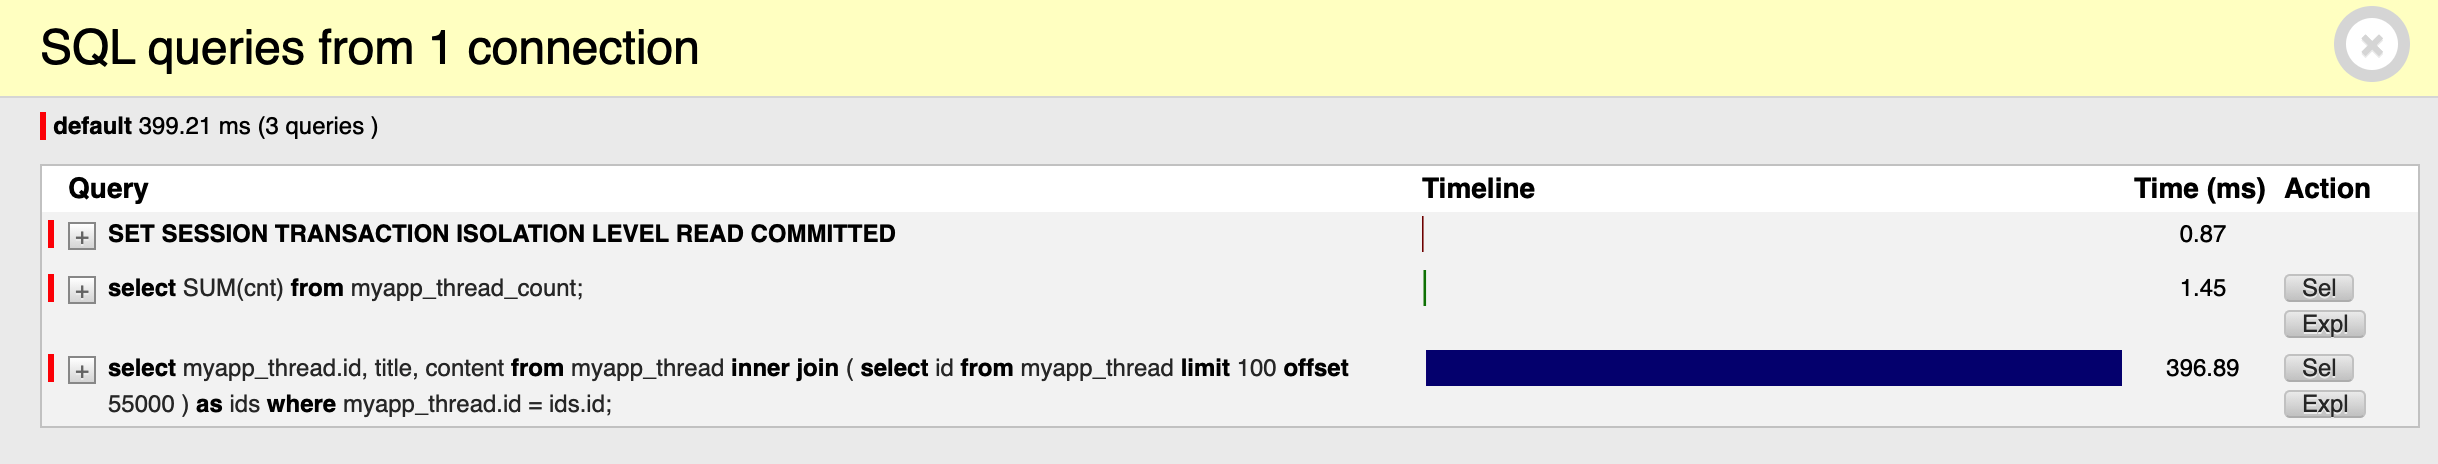 SQL queries from 1 connection
default 399.21 ms (3 queries )
Query Timeline Time (ms) Action
+ SET SESSION TRANSACTION ISOLATION LEVEL READ COMMITTED 0.87
+ select SUM(cnt) from myapp_thread_count; 1.45 Sel
Expl
+ select myapp_thread.id, title, content from myapp_thread inner join ( select id from myapp_thread limit 100 offset 396.89 Sel
55000 ) as ids where myapp_thread.id = ids.id; Expl